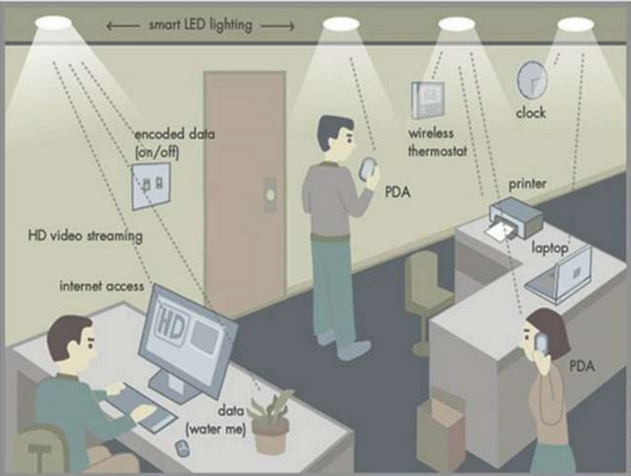 smart LED lighting
encoded data
(on/off)
68
wireless
thermostat
clock
PDA
printer
HD video streaming
laptop
internet access
HD
PDA
data
(water me)